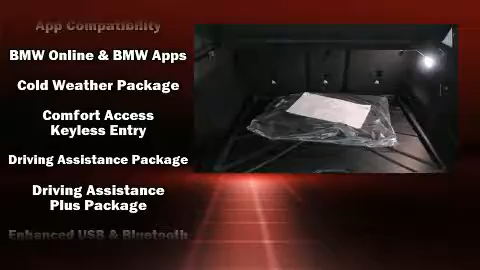 App Compatibility
BMW Online & BMW Apps
Cold Weather Package
Comfort Access
Keyless Entry
Driving Assistance Package
Driving Assistance
Plus Package
Enhanced USB & Bluetooth